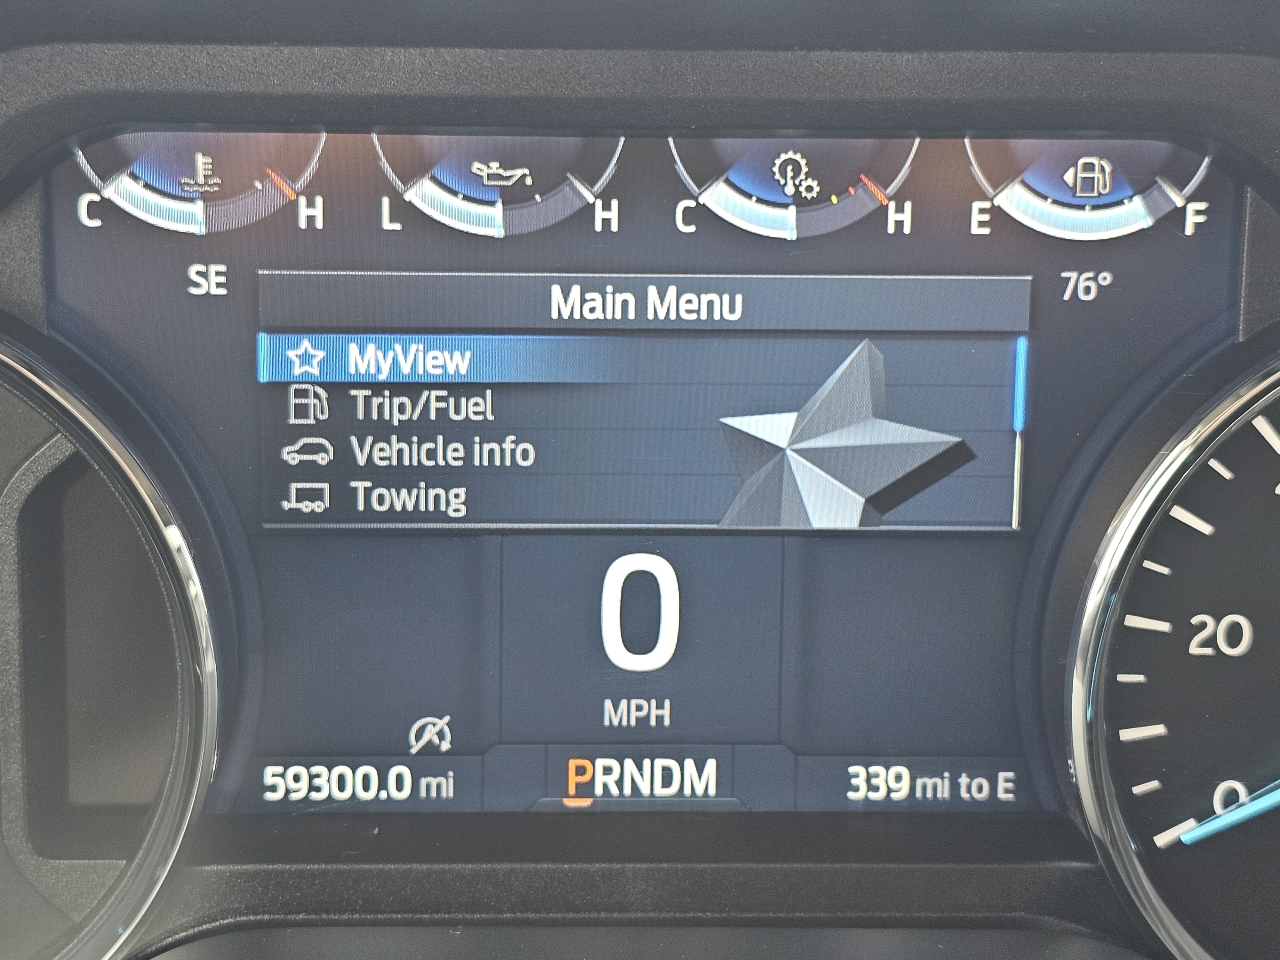 C H L H C H E F
SE 76°
Main Menu
MyView
Trip/Fuel
Vehicle info
Towing
0
MPH
20
0
59300.0 mi PRNDM 339 mi to E